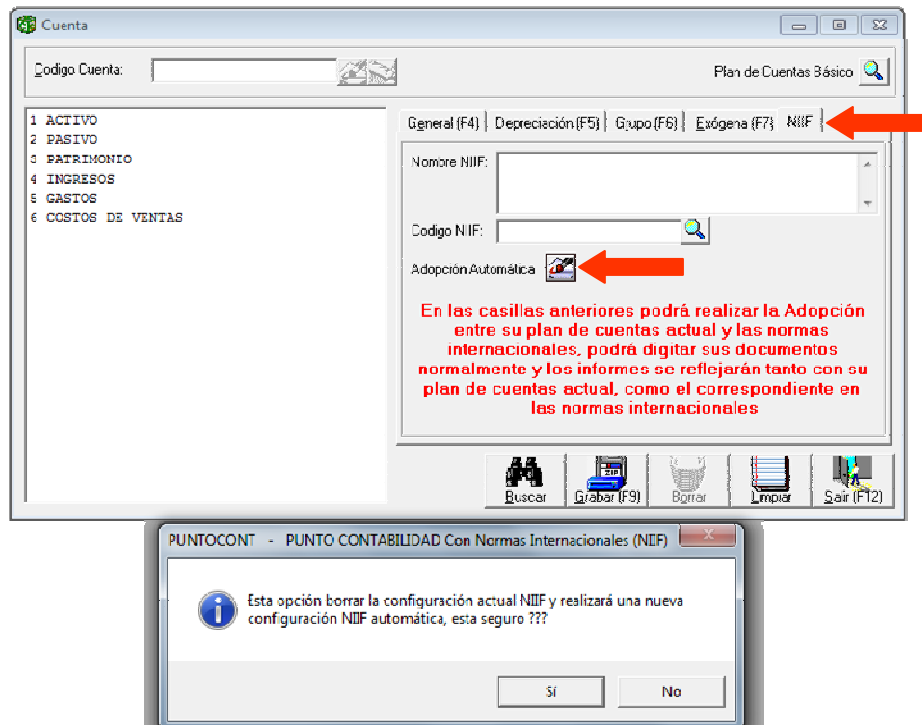 Cuenta
Codigo Cuenta:
Plan de Cuentas Básico
1 ACTIVO
2 PASIVO
3 PATRIMONIO
4 INGRESOS
5 GASTOS
6 COSTOS DE VENTAS
General (F4) Depreciación (F5) Grupo (F6) Exógena (F7) NIIF
Nombre NIIF:
Codigo NIIF:
Adopción Automática
En las casillas anteriores podrá realizar la Adopción
entre su plan de cuentas actual y las normas
internacionales, podrá digitar sus documentos
normalmente y los informes se reflejarán tanto con su
plan de cuentas actual, como el correspondiente en
las normas internacionales
Buscar Grabar (F9) Borrar Limpiar Salir (F12)
PUNTOCONT - PUNTO CONTABILIDAD Con Normas Internacionales (NIIF)
Esta opción borrar la configuración actual NIIF y realizará una nueva
configuración NIIF automática, esta seguro ???
Sí No